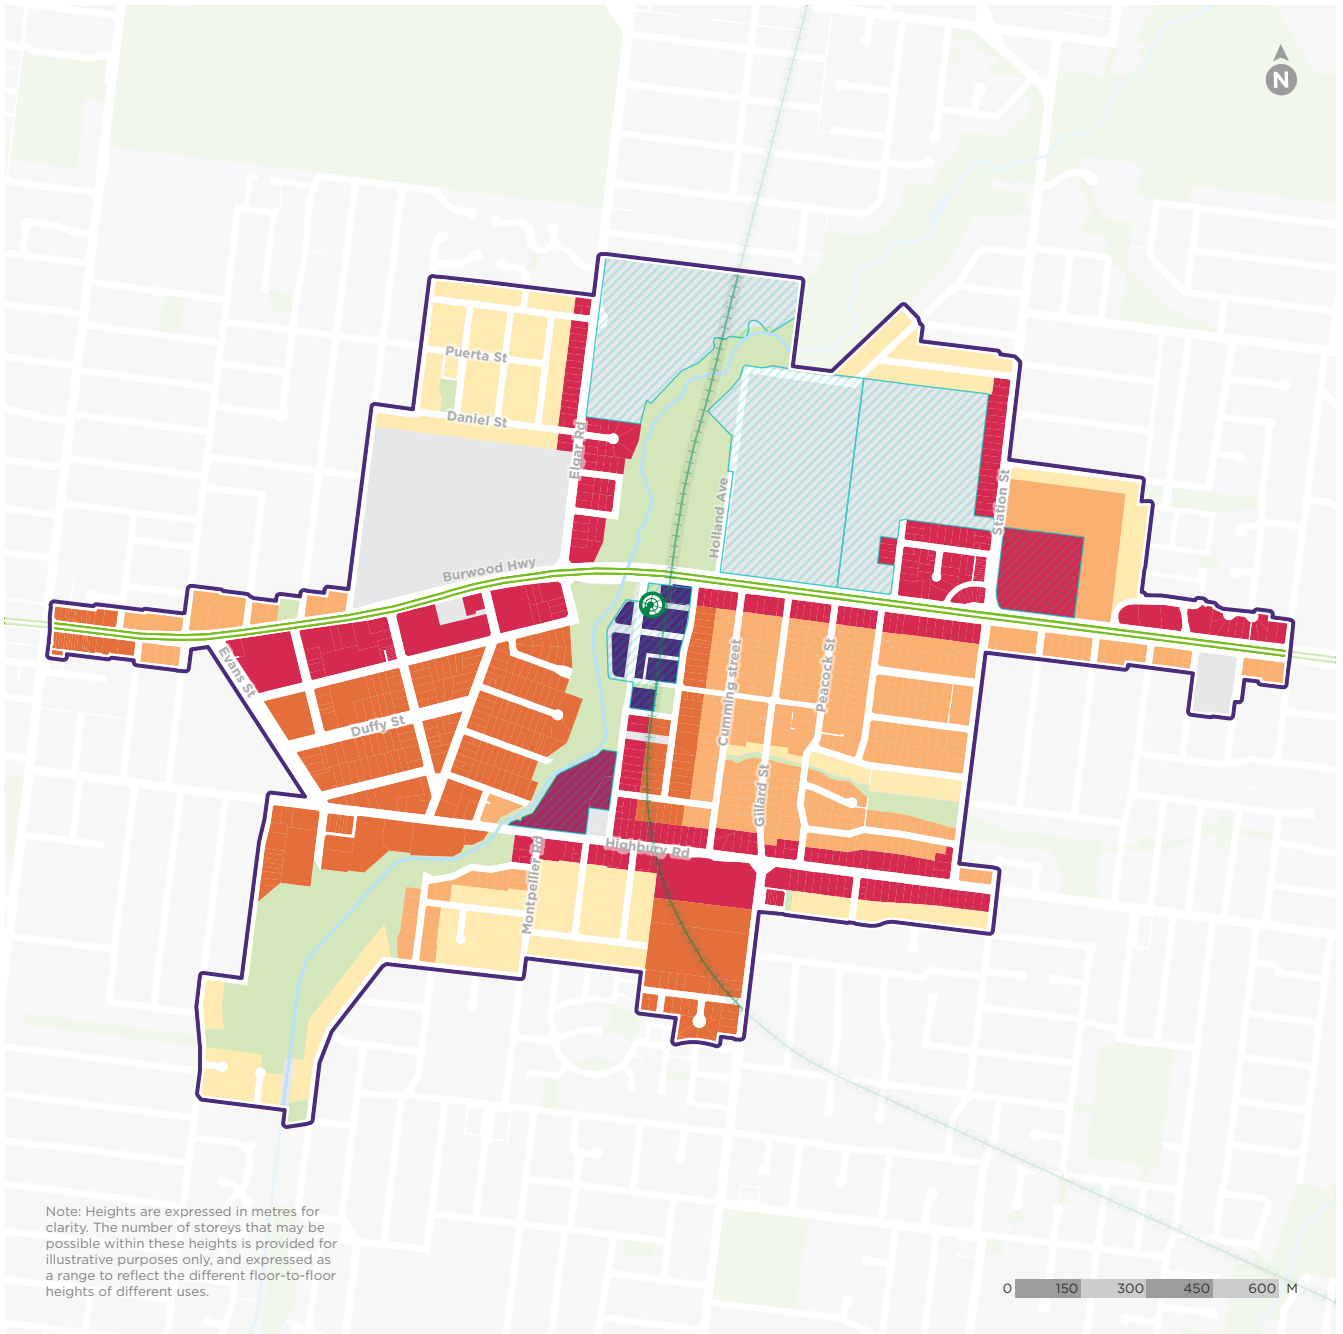 N
Puerta St
Daniel St
Elgar Rd
Station St
Holland Ave
Burwood Hwy
Evans St
Cumming street
Peacock St
Duffy St
Gillard St
Highbury Rd
Montpellier Rd
Note: Heights are expressed in metres for
clarity. The number of storeys that may be
possible within these heights is provided for
illustrative purposes only, and expressed as
a range to reflect the different floor-to-floor
heights of different uses.
0 150 300 450 600 M